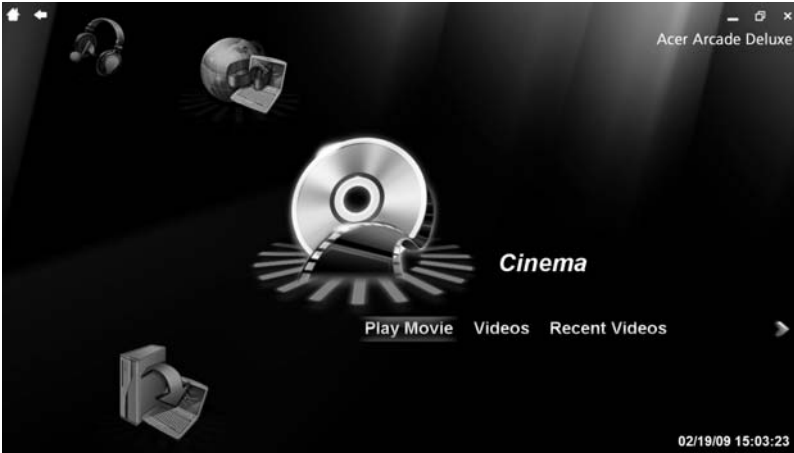 Acer Arcade Deluxe
Cinema
Play Movie Videos Recent Videos
02/19/09 15:03:23